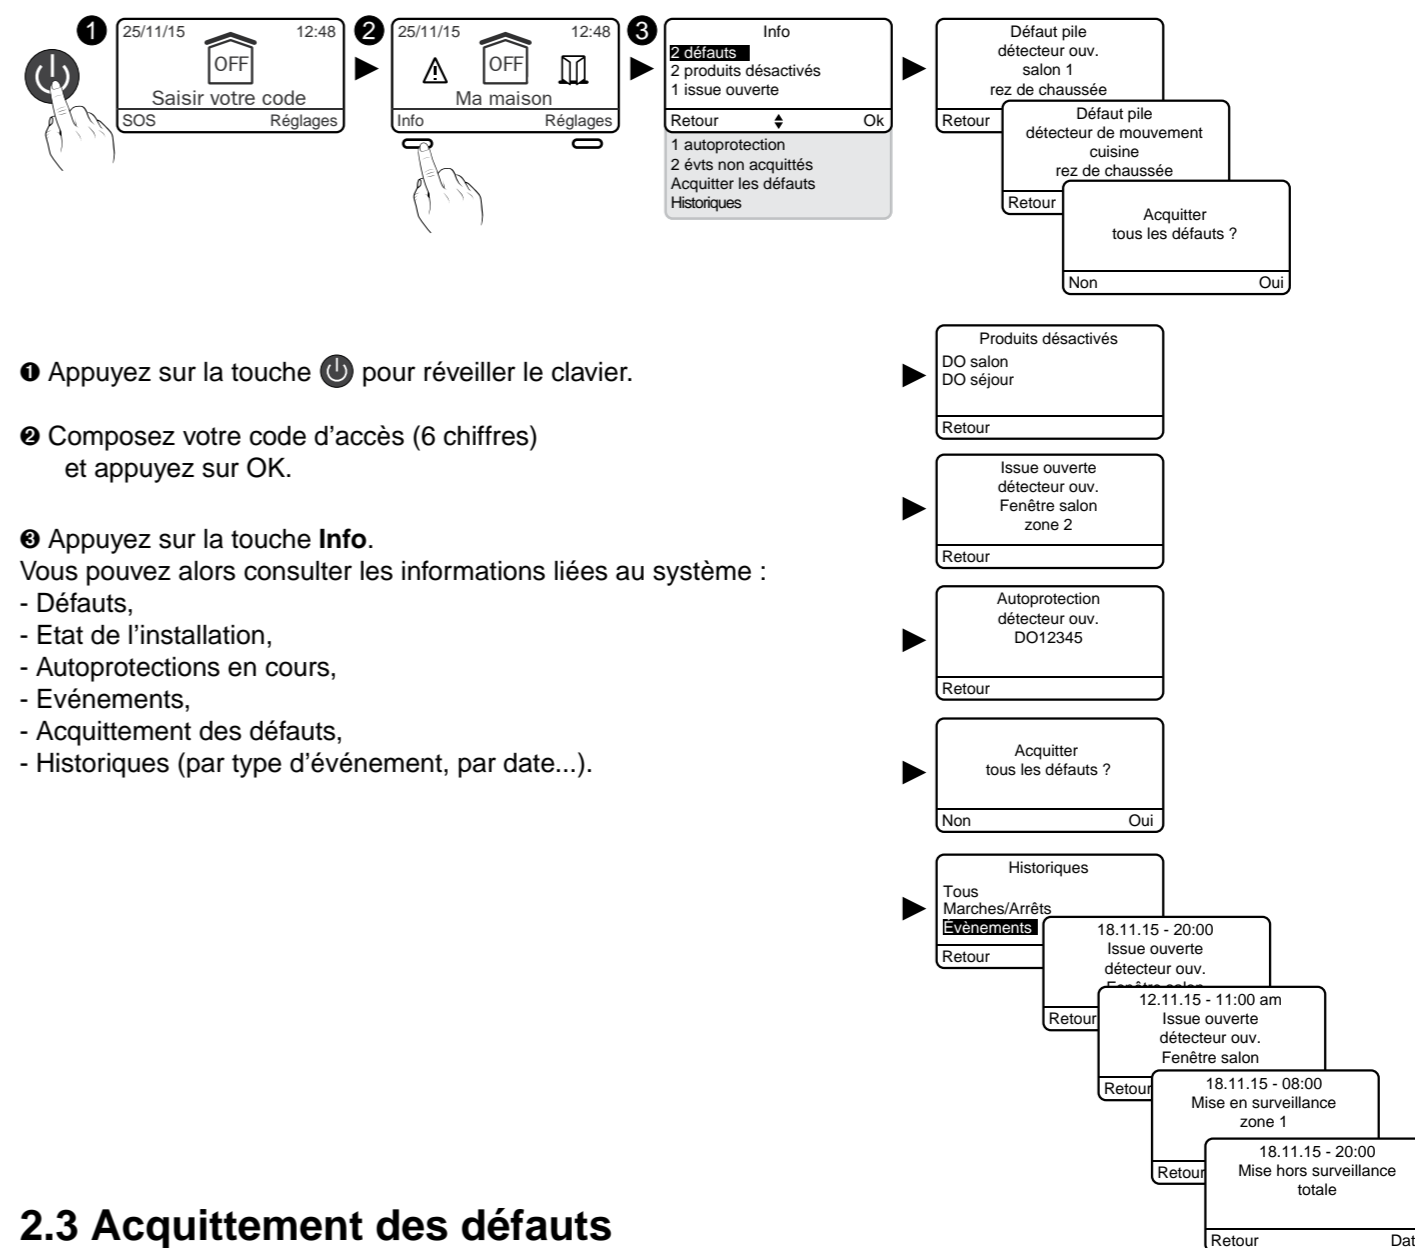 1
25/11/15 12:48
OFF
Saisir votre code
SOS Réglages
2
25/11/15 12:48
OFF
Ma maison
Info Réglages
3
Info
2 défauts
2 produits désactivés
1 issue ouverte
Retour Ok
1 autoprotection
2 évts non acquittés
Acquitter les défauts
Historiques
Défaut pile
détecteur ouv.
salon 1
rez de chaussée
Retour
Défaut pile
détecteur de mouvement
cuisine
rez de chaussée
Retour
Acquitter
tous les défauts ?
Non Oui
❶ Appuyez sur la touche pour réveiller le clavier.
❷ Composez votre code d’accès (6 chiffres)
et appuyez sur OK.
❸ Appuyez sur la touche Info.
Vous pouvez alors consulter les informations liées au système :
- Défauts,
- Etat de l’installation,
- Autoprotections en cours,
- Evénements,
- Acquittement des défauts,
- Historiques (par type d’événement, par date...).
Produits désactivés
DO salon
DO séjour
Retour
Issue ouverte
détecteur ouv.
Fenêtre salon
zone 2
Retour
Autoprotection
détecteur ouv.
DO12345
Retour
Acquitter
tous les défauts ?
Non Oui
Historiques
Tous
Marches/Arrêts
Évènements
Retour
18.11.15 - 20:00
Issue ouverte
détecteur ouv.
Fenêtre salon
Retour
12.11.15 - 11:00 am
Issue ouverte
détecteur ouv.
Fenêtre salon
Retour
18.11.15 - 08:00
Mise en surveillance
zone 1
Retour
18.11.15 - 20:00
Mise hors surveillance
totale
Retour Dat
2.3 Acquittement des défauts